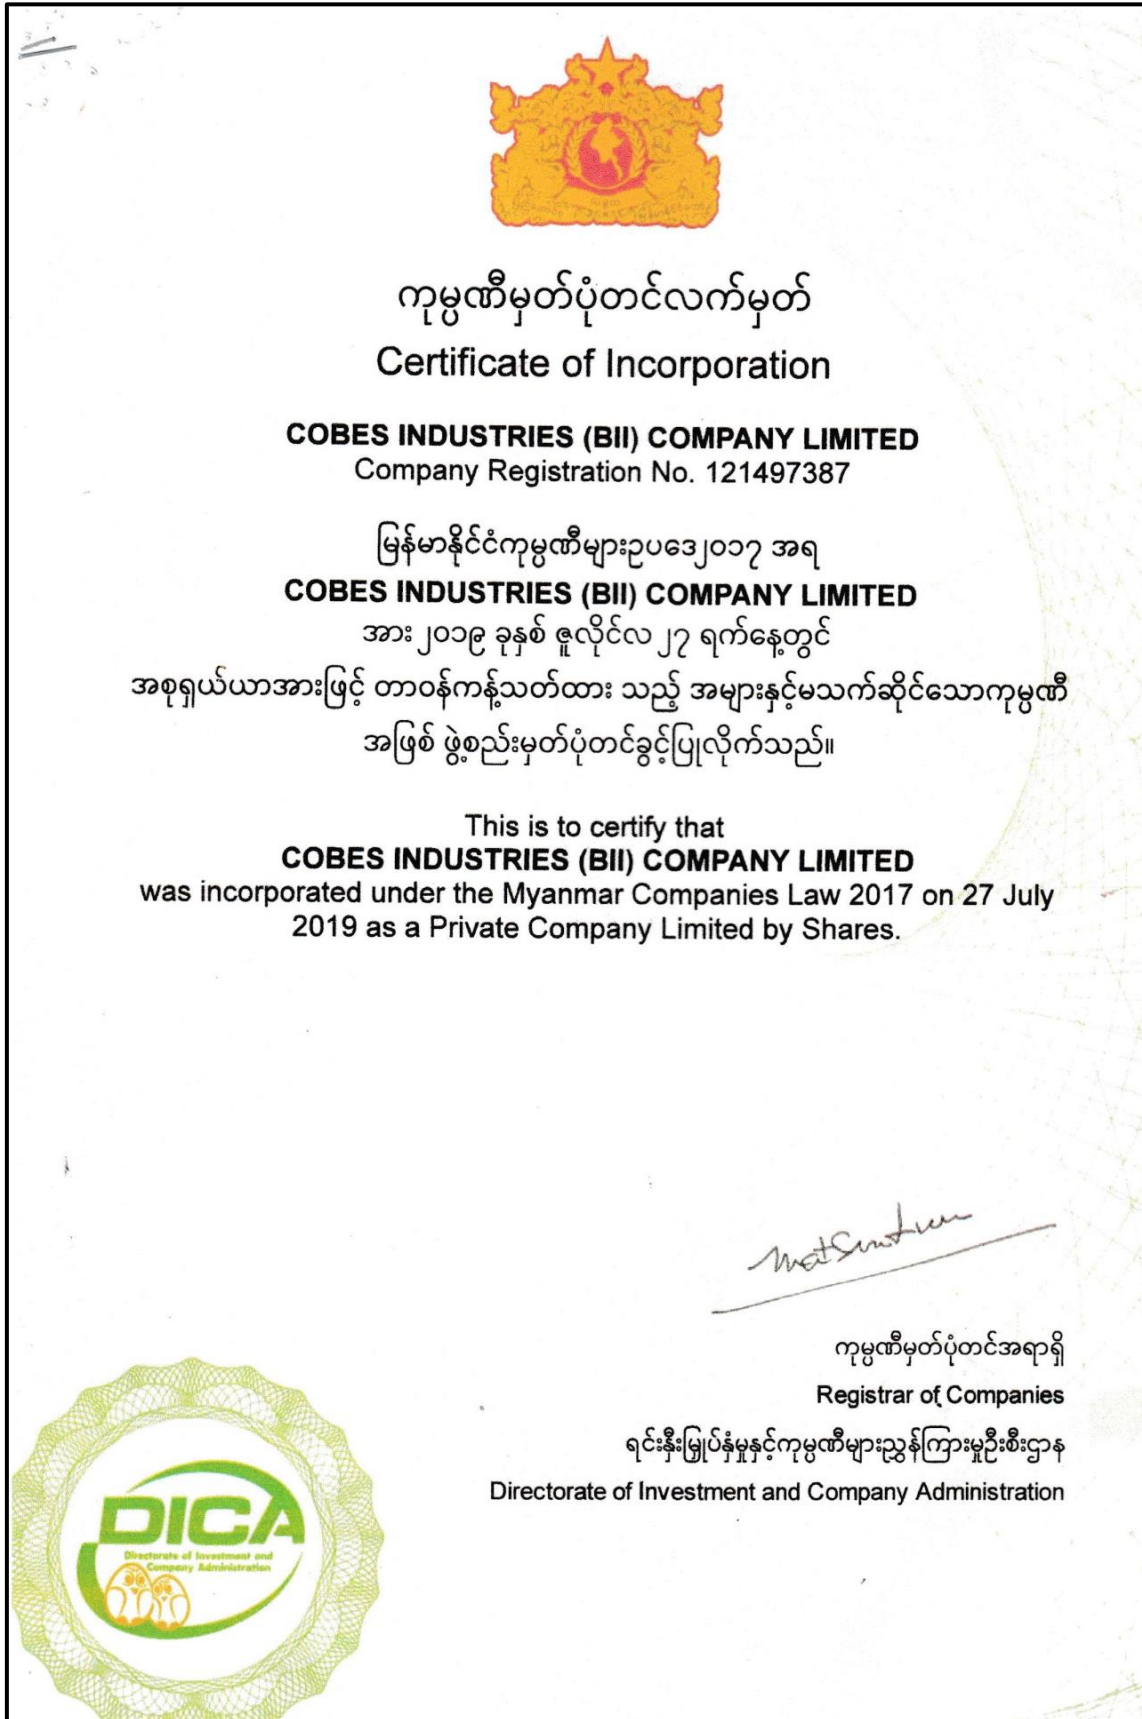 ကုမ္ပဏီမှတ်ပုံတင်လက်မှတ်
Certificate of Incorporation
COBES INDUSTRIES (BII) COMPANY LIMITED
Company Registration No. 121497387
မြန်မာနိုင်ငံကုမ္ပဏီများဥပဒေ၂၀၁၇ အရ
COBES INDUSTRIES (BII) COMPANY LIMITED
အား ၂၀၁၉ ခုနှစ် ဇူလိုင်လ ၂၇ ရက်နေ့တွင်
အစုရှယ်ယာအားဖြင့် တာဝန်ကန့်သတ်ထား သည့် အများနှင့်မသက်ဆိုင်သောကုမ္ပဏီ
အဖြစ် ဖွဲ့စည်းမှတ်ပုံတင်ခွင့်ပြုလိုက်သည်။
This is to certify that
COBES INDUSTRIES (BII) COMPANY LIMITED
was incorporated under the Myanmar Companies Law 2017 on 27 July
2019 as a Private Company Limited by Shares.
ကုမ္ပဏီမှတ်ပုံတင်အရာရှိ
Registrar of Companies
ရင်းနှီးမြှုပ်နှံမှုနှင့်ကုမ္ပဏီများညွှန်ကြားမှုဦးစီးဌာန
Directorate of Investment and Company Administration
DICA
Directorate of Investment and
Company Administration